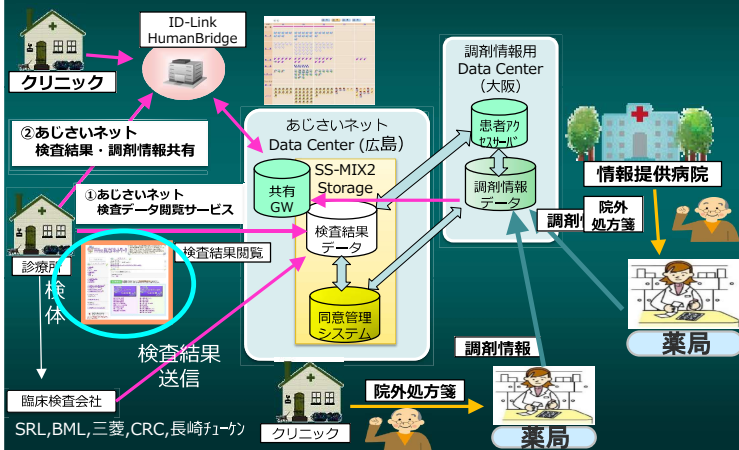 ID-Link
HumanBridge
クリニック
②あじさいネット
検査結果・調剤情報共有
①あじさいネット
検査データ閲覧サービス
診療所
検査結果閲覧
検
体
検査結果
送信
臨床検査会社
SRL,BML,三菱,CRC,長崎ﾁｭｰｹﾝ
あじさいネット
Data Center (広島)
SS-MIX2
Storage
共有
GW
検査結果
データ
同意管理
システム
調剤情報用
Data Center
(大阪)
患者ｱｸ
ｾｽｻｰﾊﾞ
調剤情報
データ
情報提供病院
調剤情
院外
処方箋
薬局
調剤情報
クリニック
院外処方箋
薬局